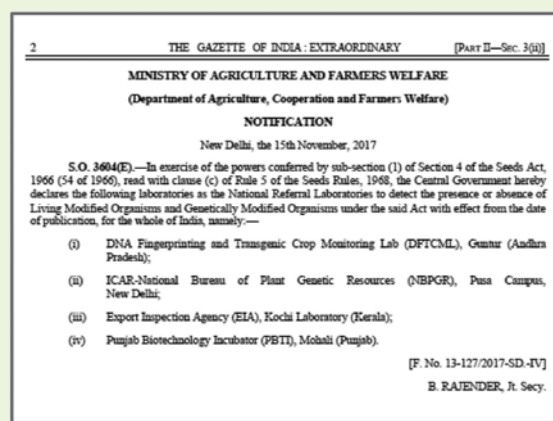 2 THE GAZETTE OF INDIA : EXTRAORDINARY [PART II—SEC. 3(ii)]
MINISTRY OF AGRICULTURE AND FARMERS WELFARE
(Department of Agriculture, Cooperation and Farmers Welfare)
NOTIFICATION
New Delhi, the 15th November, 2017
S.O. 3604(E).—In exercise of the powers conferred by sub-section (1) of Section 4 of the Seeds Act,
1966 (54 of 1966), read with clause (c) of Rule 5 of the Seeds Rules, 1968, the Central Government hereby
declares the following laboratories as the National Referral Laboratories to detect the presence or absence of
Living Modified Organisms and Genetically Modified Organisms under the said Act with effect from the date
of publication, for the whole of India, namely:—
(i) DNA Fingerprinting and Transgenic Crop Monitoring Lab (DFTCML), Guntur (Andhra
Pradesh);
(ii) ICAR-National Bureau of Plant Genetic Resources (NBPGR), Pusa Campus,
New Delhi;
(iii) Export Inspection Agency (EIA), Kochi Laboratory (Kerala);
(iv) Punjab Biotechnology Incubator (PBTI), Mohali (Punjab).
[F. No. 13-127/2017-SD.-IV]
B. RAJENDER, Jt. Secy.